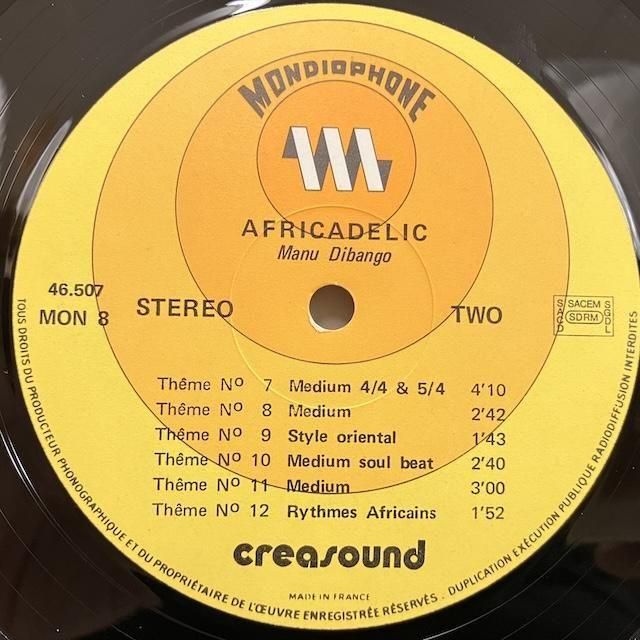 MONDIOPHONE
AFRICADELIC
Manu Dibango
46.507
MON 8
STEREO
TWO
SACD
SACEM
SDRM
SGDL
Thême Nº 7 Medium 4/4 & 5/4 4'10
Thême Nº 8 Medium 2'42
Thême Nº 9 Style oriental 1'43
Thême Nº 10 Medium soul beat 2'40
Thême Nº 11 Medium 3'00
Thême Nº 12 Rythmes Africains 1'52
creasound
MADE IN FRANCE
TOUS DROITS DU PRODUCTEUR PHONOGRAPHIQUE ET DU PROPRIÉTAIRE DE L'ŒUVRE ENREGISTRÉE RÉSERVÉS. DUPLICATION EXÉCUTION PUBLIQUE RADIODIFFUSION INTERDITES